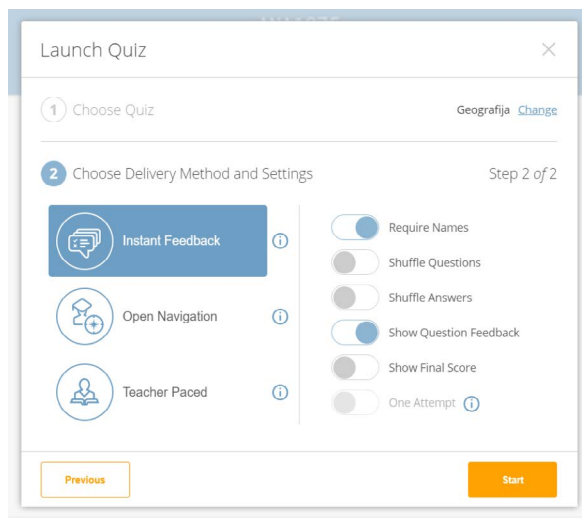 Launch Quiz
1 Choose Quiz
Geografija Change
2 Choose Delivery Method and Settings
Step 2 of 2
Instant Feedback
Open Navigation
Teacher Paced
Require Names
Shuffle Questions
Shuffle Answers
Show Question Feedback
Show Final Score
One Attempt
Previous
Start